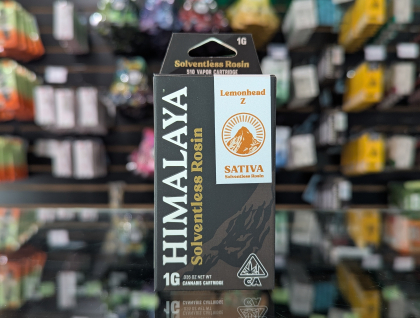 1G
Solventless Rosin
510 VAPOR CARTRIDGE
HIMALAYA
Solventless Rosin
Lemonhead
Z
SATIVA
Solventless Rosin
1G .035 OZ NET WT
CANNABIS CARTRIDGE
CA